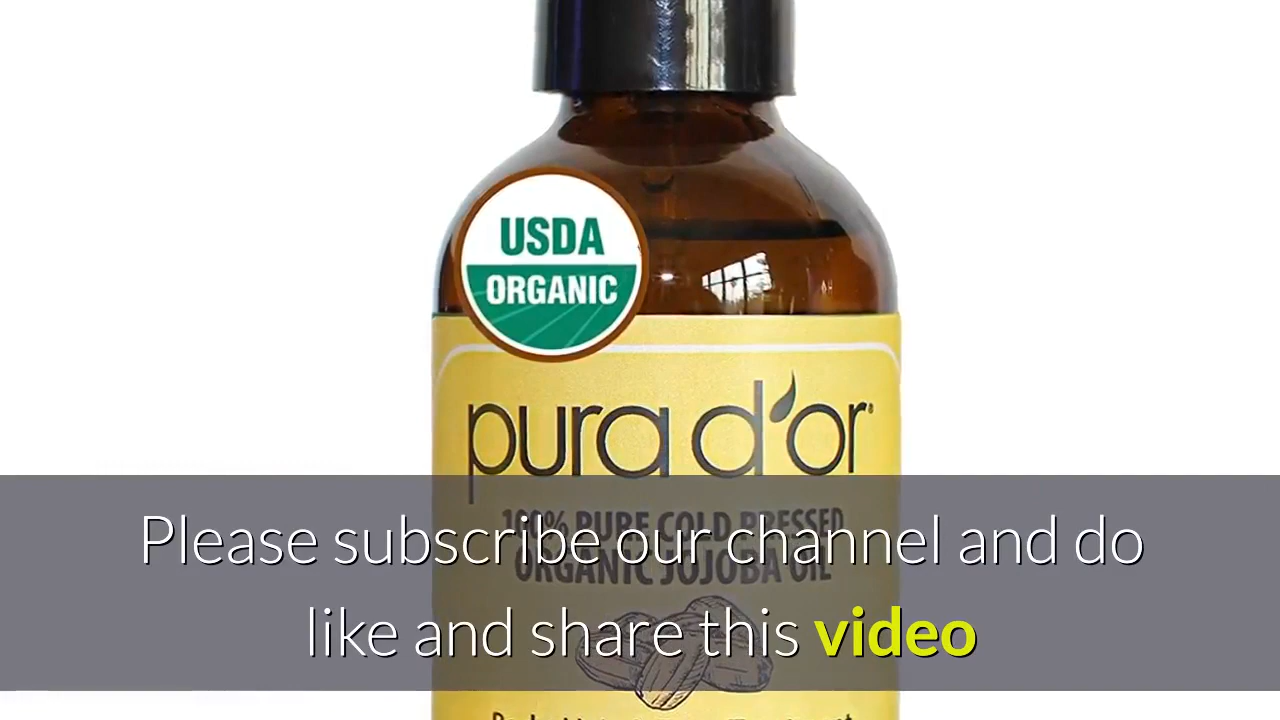 USDA
ORGANIC
pura d'or®
100% PURE COLD PRESSED
ORGANIC JOJOBA OIL
Please subscribe our channel and do
like and share this video